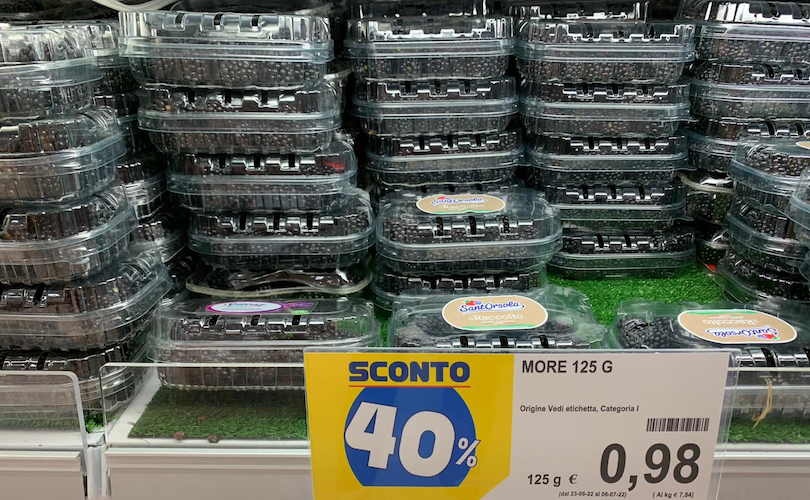 SANT'ORSOLA
SANT'ORSOLA
il Raccolto
SANT'ORSOLA
SCONTO
40%
MORE 125 G
Origine Vedi etichetta, Categoria I
125 g € 0,98
(dal 23-06-22 al 06-07-22) ( Al kg € 7,84)